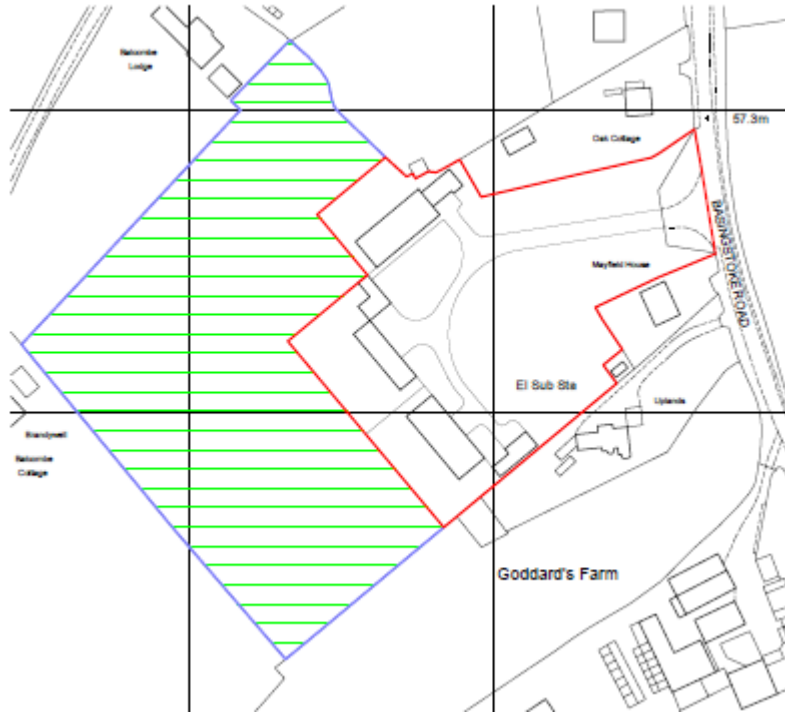 Balcombe
Lodge
57.3m
Oak Cottage
BASINGSTOKE ROAD
Mayfield House
El Sub Sta
Uplands
Brandywell
Balcombe
Cottage
Goddard's Farm